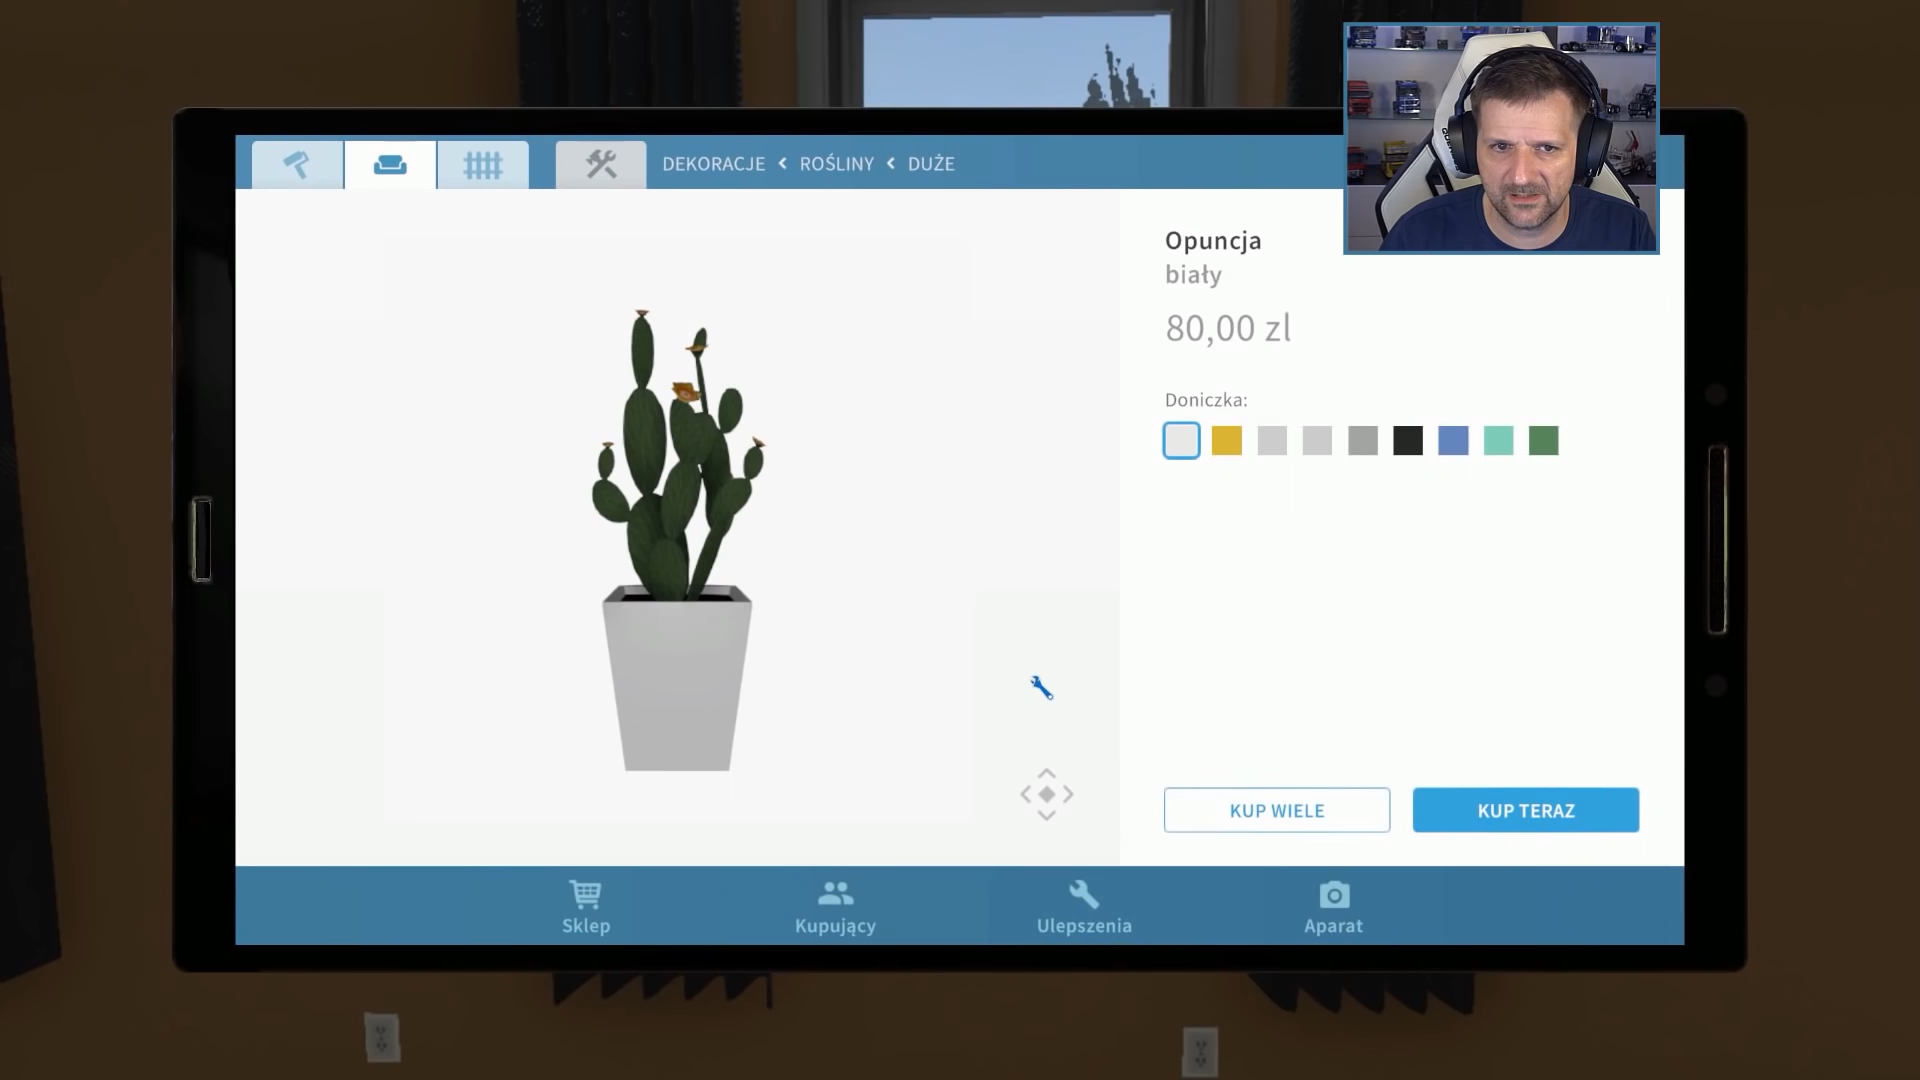 DEKORACJE < ROŚLINY < DUŻE
Opuncja
biały
80,00 zl
Doniczka:
KUP WIELE
KUP TERAZ
Sklep
Kupujący
Ulepszenia
Aparat